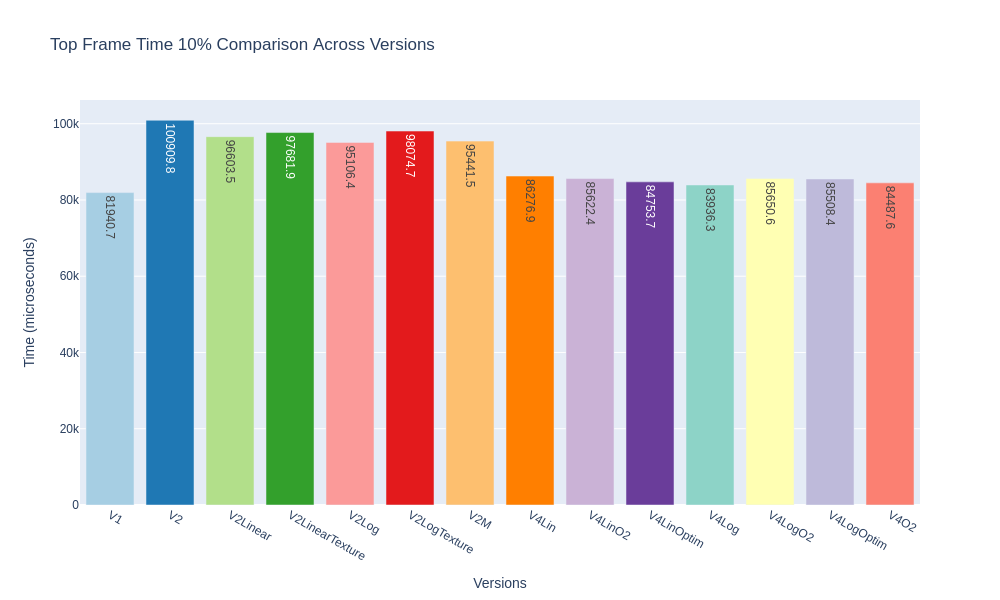 Top Frame Time 10% Comparison Across Versions
Time (microseconds)
100k
80k
60k
40k
20k
0
81940.7
100909.8
96603.5
97681.9
95106.4
98074.7
95441.5
86276.9
85622.4
84753.7
83936.3
85650.6
85508.4
84487.6
V1
V2
V2Linear
V2LinearTexture
V2Log
V2LogTexture
V2M
V4Lin
V4LinO2
V4LinOptim
V4Log
V4LogO2
V4LogOptim
V4O2
Versions